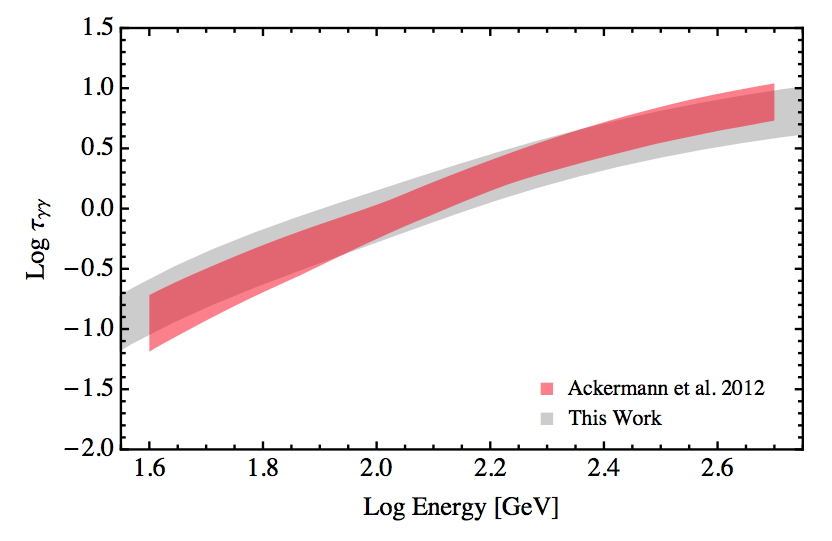 1.5
1.0
0.5
0.0
−0.5
−1.0
−1.5
−2.0
Log τγγ
1.6 1.8 2.0 2.2 2.4 2.6
Log Energy [GeV]
Ackermann et al. 2012
This Work